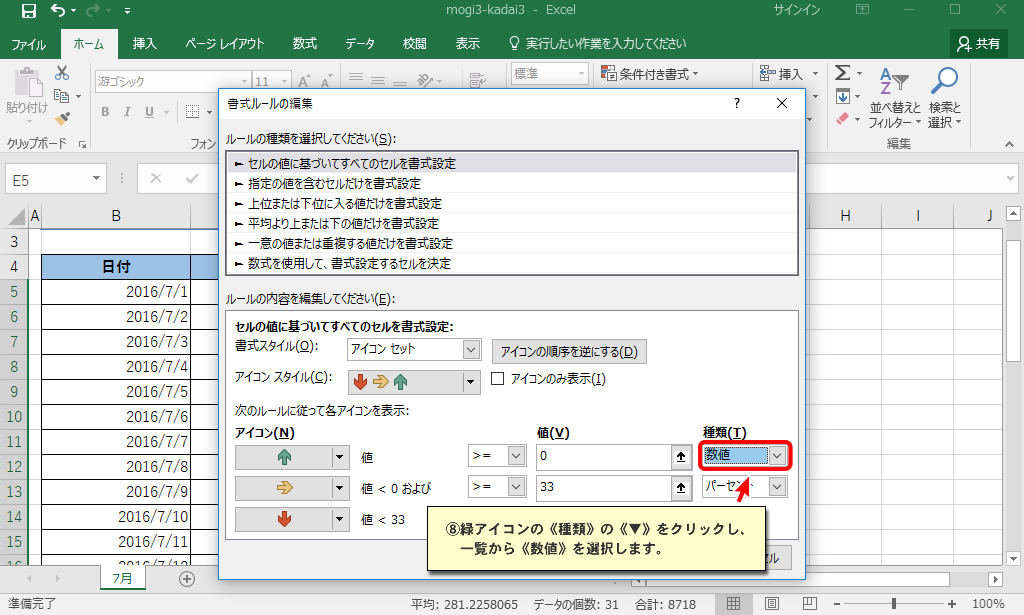 mogi3-kadai3 - Excel
サインイン
ファイル ホーム 挿入 ページ レイアウト 数式 データ 校閲 表示 実行したい作業を入力してください 共有
貼り付け
クリップボード
游ゴシック 11
B I U
フォン
標準
条件付き書式
挿入
並べ替えと
フィルター
検索と
選択
編集
E5
A B H I J
3
4 日付
5 2016/7/1
6 2016/7/2
7 2016/7/3
8 2016/7/4
9 2016/7/5
10 2016/7/6
11 2016/7/7
12 2016/7/8
13 2016/7/9
14 2016/7/10
15 2016/7/11
16 2016/7/12
書式ルールの編集 ?
ルールの種類を選択してください(S):
► セルの値に基づいてすべてのセルを書式設定
► 指定の値を含むセルだけを書式設定
► 上位または下位に入る値だけを書式設定
► 平均より上または下の値だけを書式設定
► 一意の値または重複する値だけを書式設定
► 数式を使用して、書式設定するセルを決定
ルールの内容を編集してください(E):
セルの値に基づいてすべてのセルを書式設定:
書式スタイル(O): アイコン セット アイコンの順序を逆にする(D)
アイコン スタイル(C): アイコンのみ表示(I)
次のルールに従って各アイコンを表示:
アイコン(N) 値(V) 種類(T)
値 >= 0 数値
値 < 0 および >= 33 パーセント
値 < 33
⑧緑アイコンの《種類》の《▼》をクリックし、
一覧から《数値》を選択します。
ル
7月
準備完了 平均: 281.2258065 データの個数: 31 合計: 8718 100%